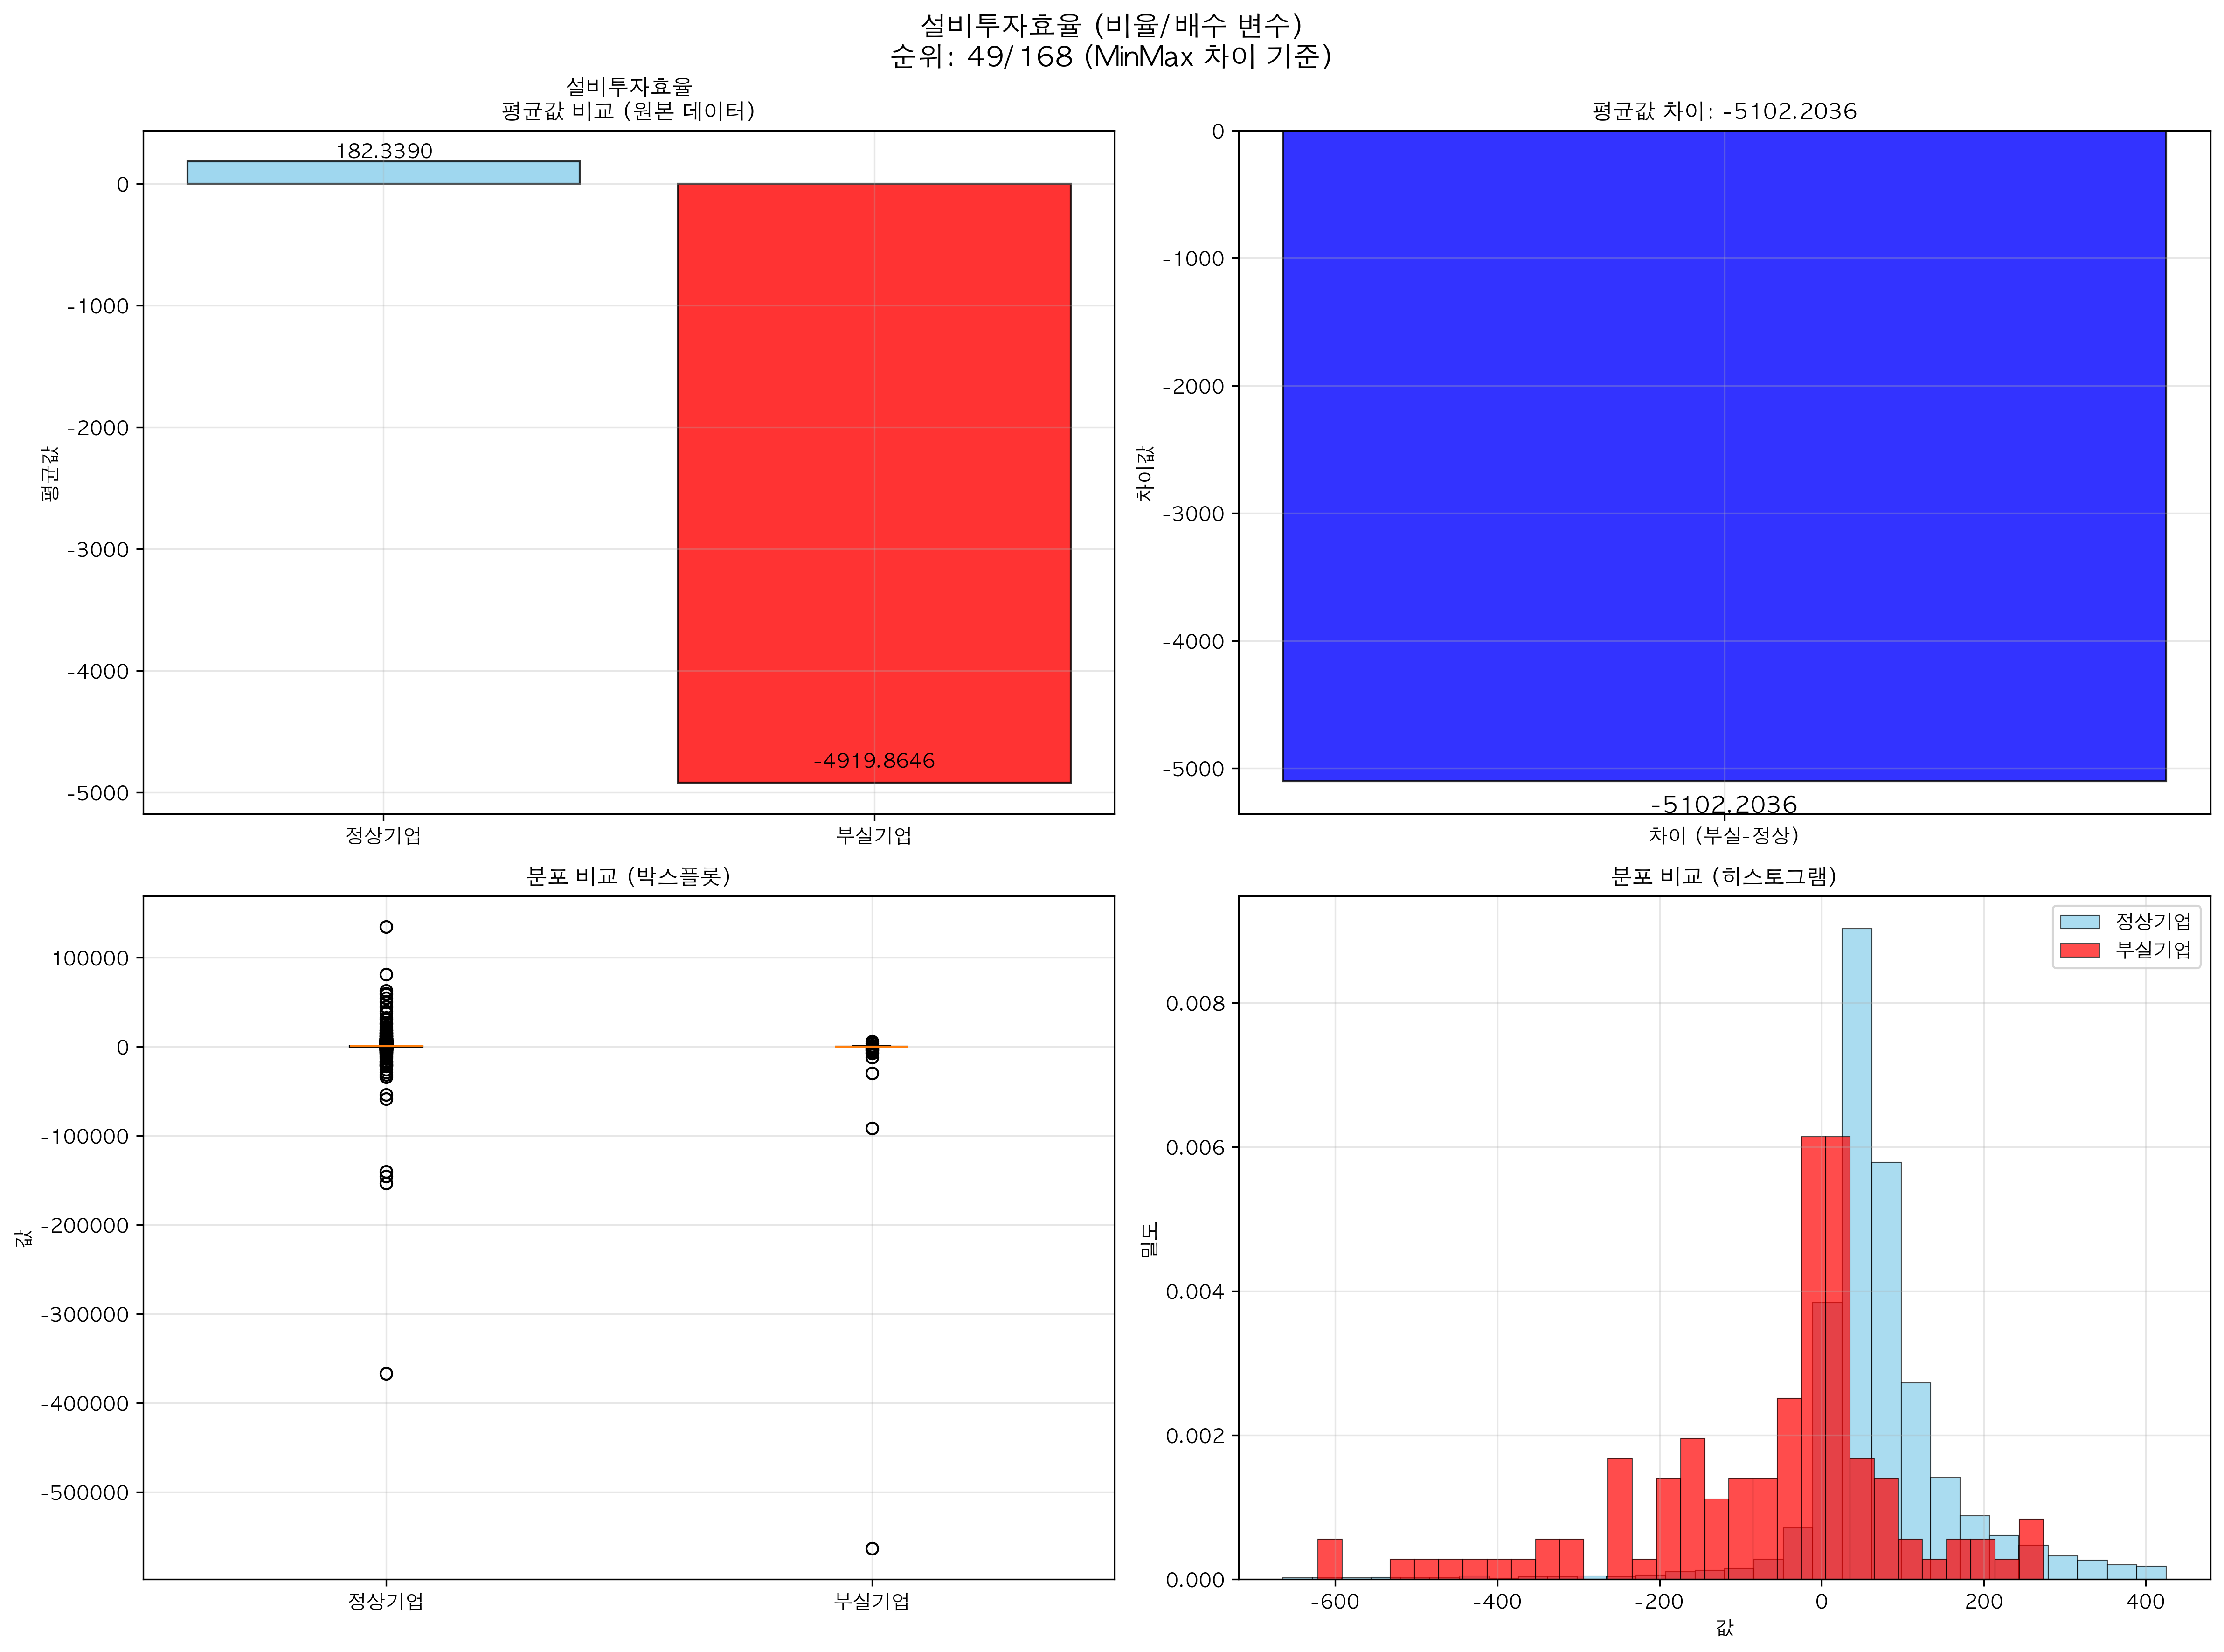 설비투자효율 (비율/배수 변수)
순위: 49/168 (MinMax 차이 기준)
설비투자효율
평균값 비교 (원본 데이터)
182.3390
-4919.8646
0
-1000
-2000
-3000
-4000
-5000
평균값
정상기업
부실기업
평균값 차이: -5102.2036
0
-1000
-2000
-3000
-4000
-5000
차이값
-5102.2036
차이 (부실-정상)
분포 비교 (박스플롯)
100000
0
-100000
-200000
-300000
-400000
-500000
값
정상기업
부실기업
분포 비교 (히스토그램)
정상기업
부실기업
0.008
0.006
0.004
0.002
0.000
밀도
-600
-400
-200
0
200
400
값